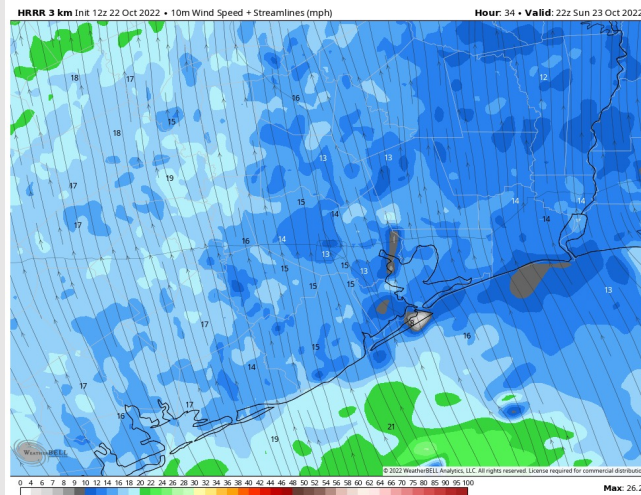 HRRR 3 km Init 12z 22 Oct 2022 • 10m Wind Speed + Streamlines (mph)
Hour: 34 • Valid: 22z Sun 23 Oct 2022
18 17 12
16
15
18
13 13
19
17
15 14 14
14 14
17
16 14
13 15
15 13
15 15
13
17
8
16
15
14
17
16 17
21
19
WeatherBELL
© 2022 WeatherBELL Analytics, LLC. All rights reserved. License required for commercial distributio
0 4 6 7 8 9 10 12 14 16 18 20 22 24 26 28 30 32 34 36 38 40 42 44 46 48 50 52 54 56 58 60 62 64 66 70 75 80 85 90 95 100
Max: 26.2